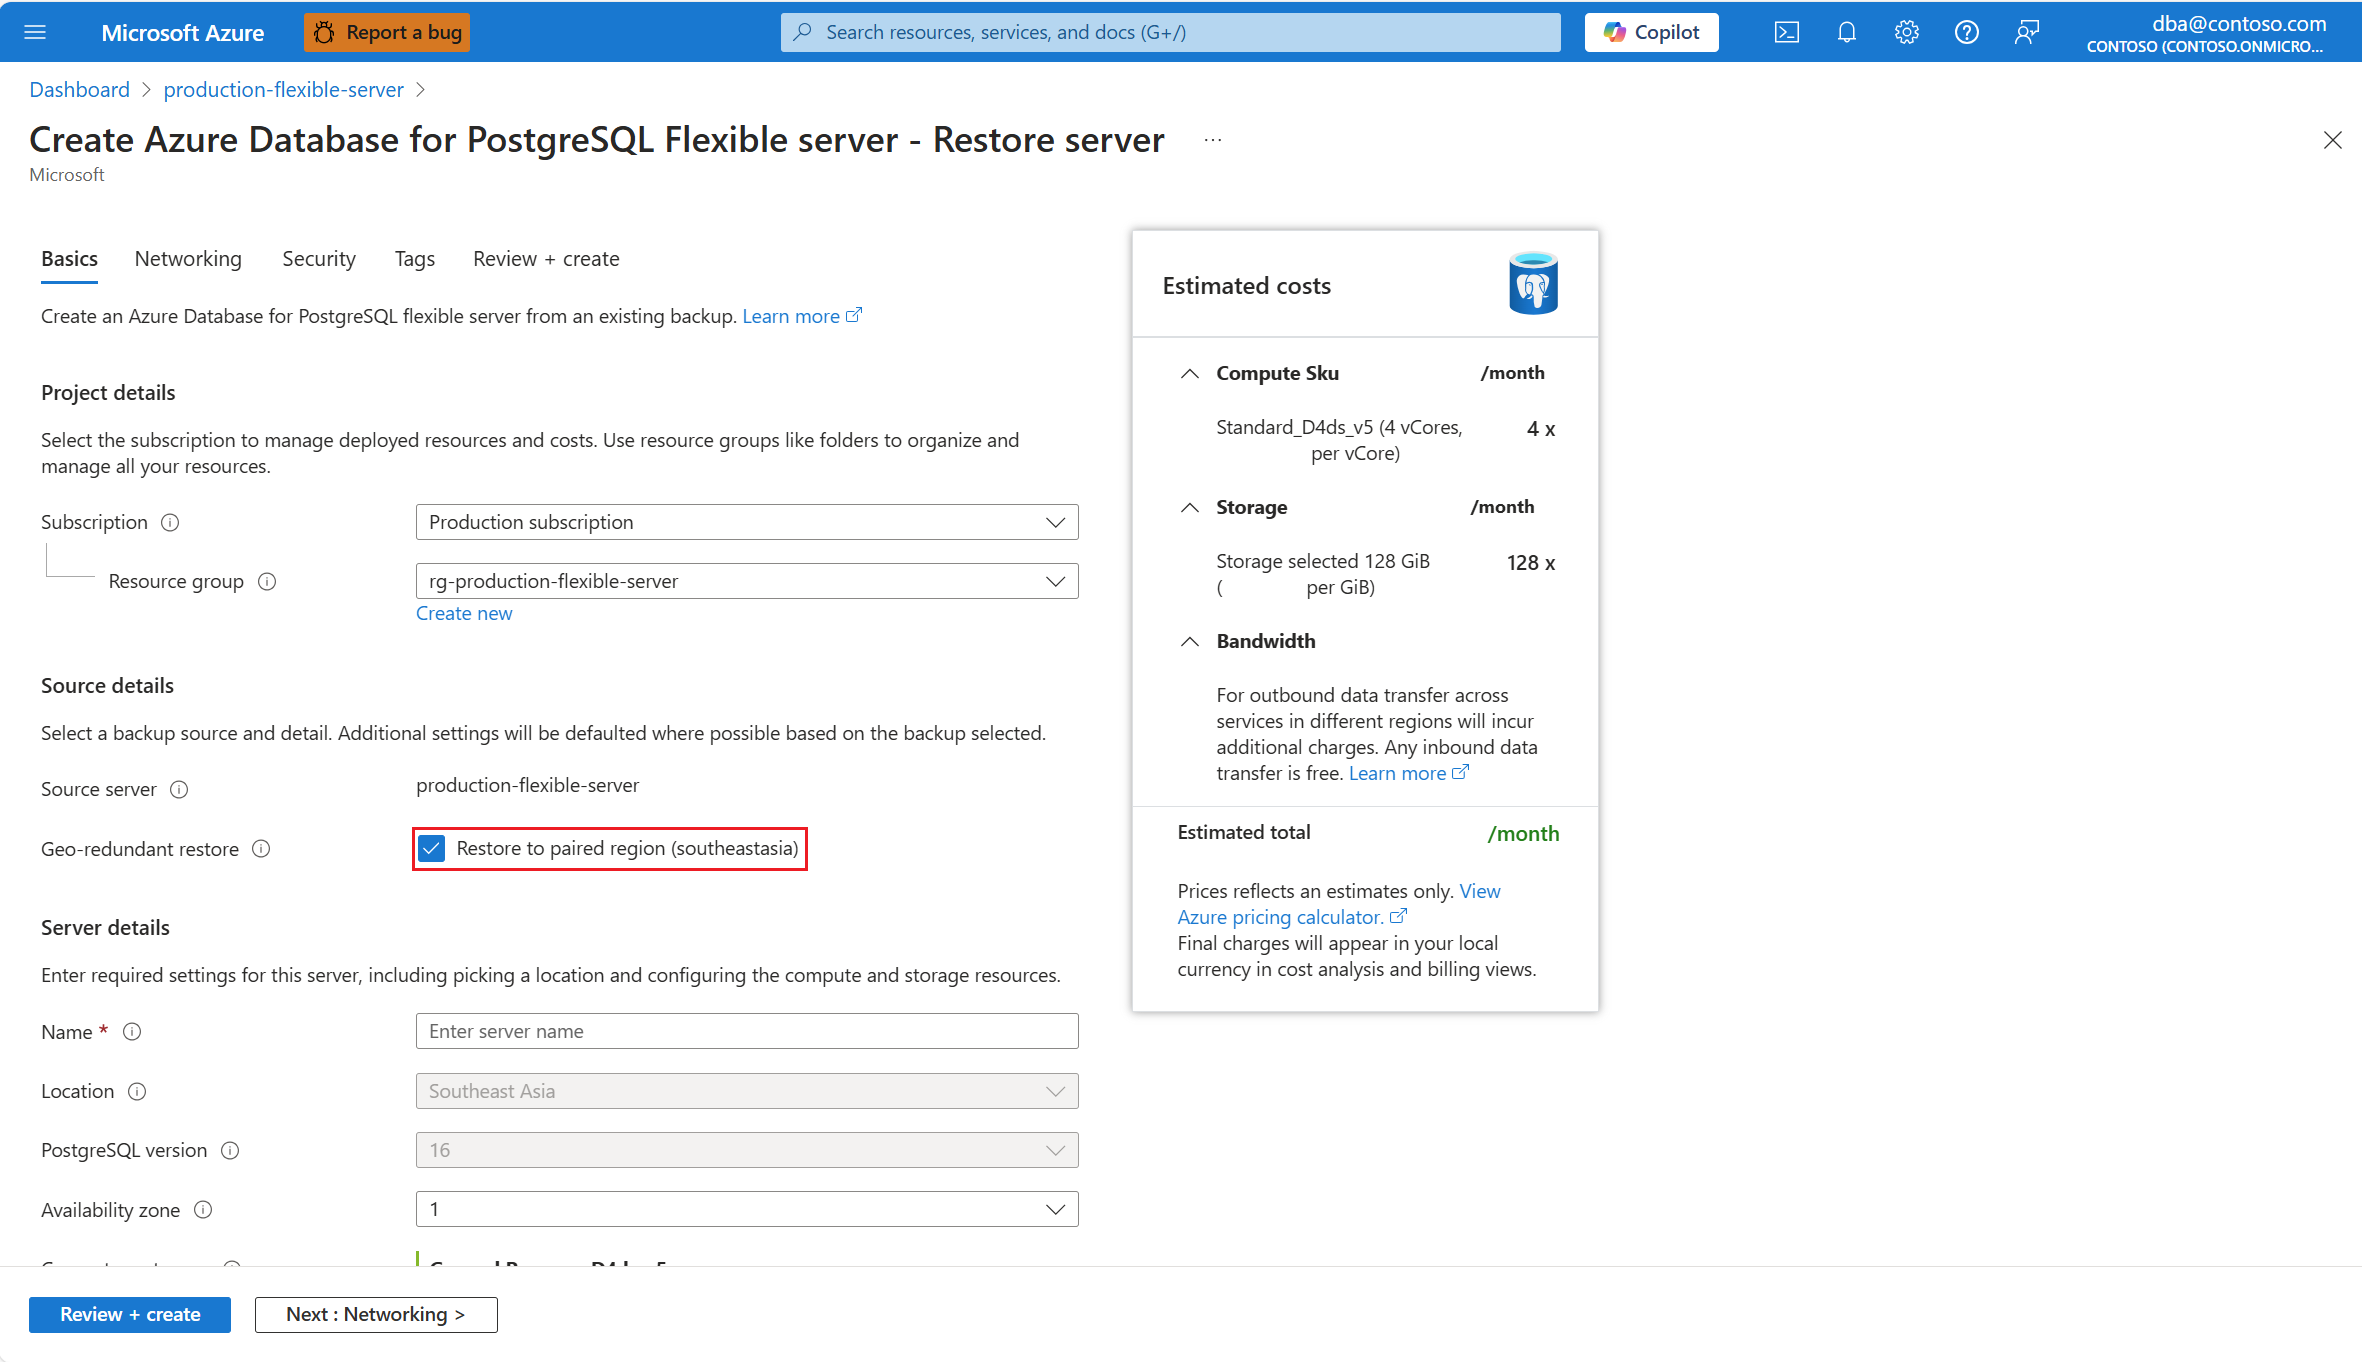 Microsoft Azure
Report a bug
Search resources, services, and docs (G+/)
Copilot
dba@contoso.com
CONTOSO (CONTOSO.ONMICRO...
Dashboard > production-flexible-server >
Create Azure Database for PostgreSQL Flexible server - Restore server ...
Microsoft
Basics Networking Security Tags Review + create
Create an Azure Database for PostgreSQL flexible server from an existing backup. Learn more
Project details
Select the subscription to manage deployed resources and costs. Use resource groups like folders to organize and
manage all your resources.
Subscription
Production subscription
Resource group
rg-production-flexible-server
Create new
Source details
Select a backup source and detail. Additional settings will be defaulted where possible based on the backup selected.
Source server
production-flexible-server
Geo-redundant restore
Restore to paired region (southeastasia)
Server details
Enter required settings for this server, including picking a location and configuring the compute and storage resources.
Name *
Enter server name
Location
Southeast Asia
PostgreSQL version
16
Availability zone
1
Review + create
Next : Networking >
Estimated costs
Compute Sku /month
Standard_D4ds_v5 (4 vCores, 4 x
per vCore)
Storage /month
Storage selected 128 GiB 128 x
( per GiB)
Bandwidth
For outbound data transfer across
services in different regions will incur
additional charges. Any inbound data
transfer is free. Learn more
Estimated total /month
Prices reflects an estimates only. View
Azure pricing calculator.
Final charges will appear in your local
currency in cost analysis and billing views.